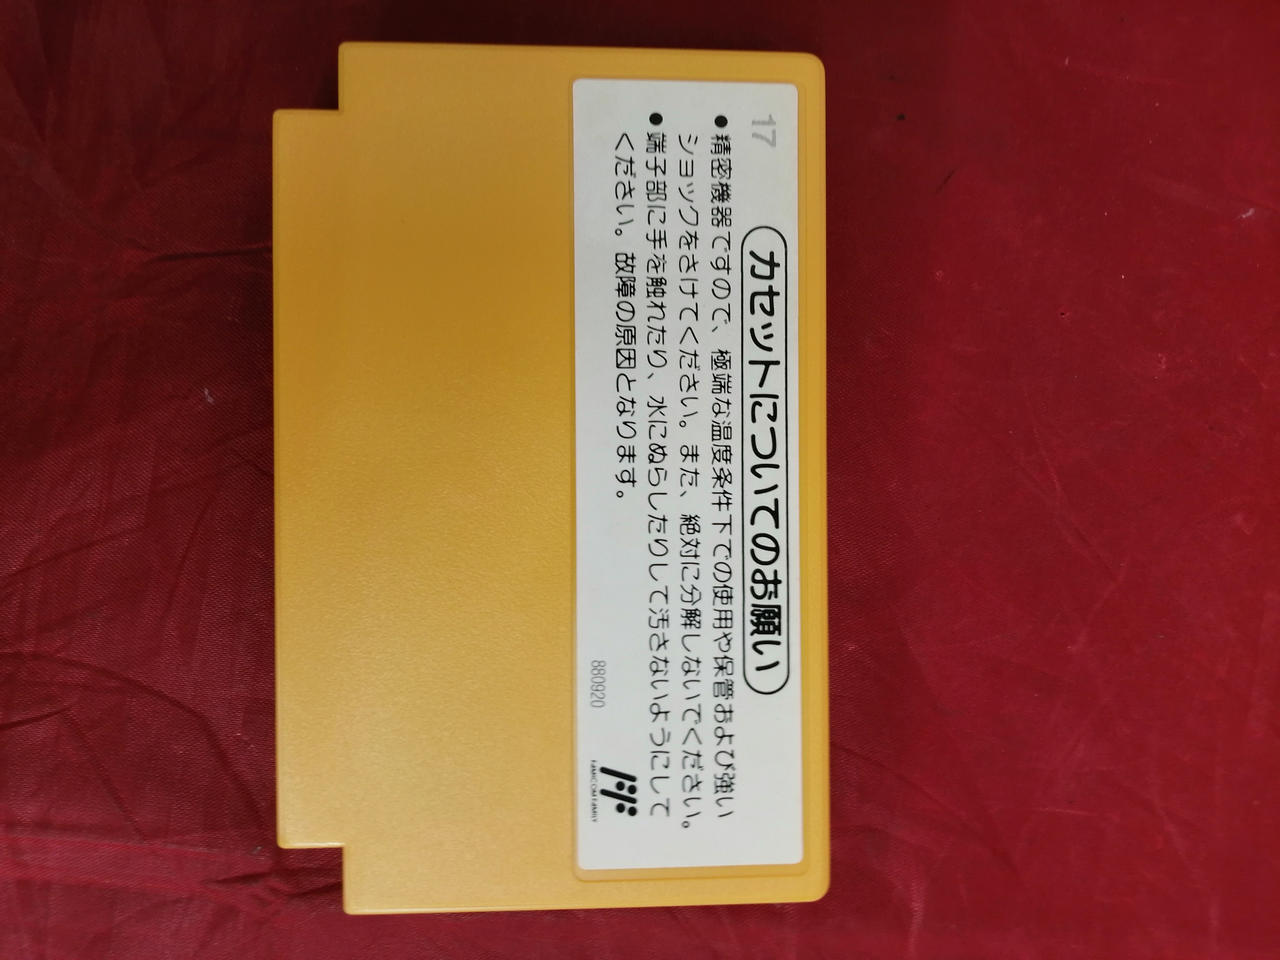 17
カセットについてのお願い
●精密機器ですので、極端な温度条件下での使用や保管および強い
ショックをさけてください。また、絶対に分解しないでください。
●端子部に手を触れたり、水にぬらしたりして汚さないようにして
ください。故障の原因となります。
880920
FAMICOM FAMILY